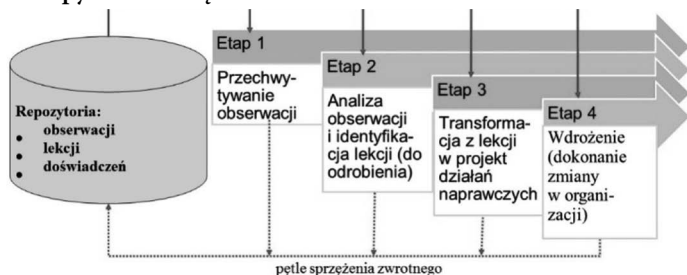 Etap 1
Przechwy-
tywanie
obserwacji
Etap 2
Analiza
obserwacji
i identyfika-
cja lekcji (do
odrobienia)
Etap 3
Transforma-
cja z lekcji
w projekt
działań
naprawczych
Etap 4
Wdrożenie
(dokonanie
zmiany
w organi-
zacji)
Repozytoria:
• obserwacji
• lekcji
• doświadczeń
pętle sprzężenia zwrotnego